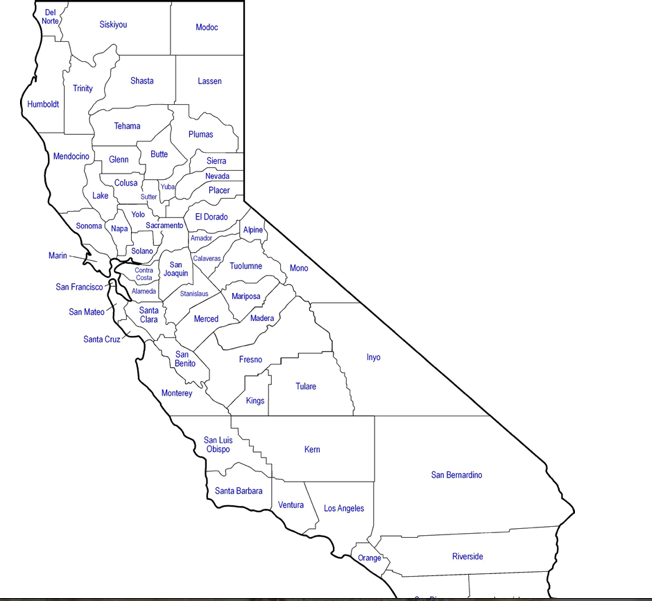 Del
Norte
Siskiyou
Modoc
Trinity
Shasta
Lassen
Humboldt
Tehama
Plumas
Mendocino
Glenn
Butte
Sierra
Nevada
Colusa
Yuba
Placer
Lake
Sutter
Yolo
El Dorado
Sonoma
Napa
Sacramento
Alpine
Amador
Solano
Marin
Calaveras
Contra
Costa
San
Joaquin
Tuolumne
Mono
San Francisco
Alameda
Stanislaus
Mariposa
San Mateo
Santa
Clara
Merced
Madera
Santa Cruz
San
Benito
Fresno
Inyo
Monterey
Kings
Tulare
San Luis
Obispo
Kern
San Bernardino
Santa Barbara
Ventura
Los Angeles
Orange
Riverside